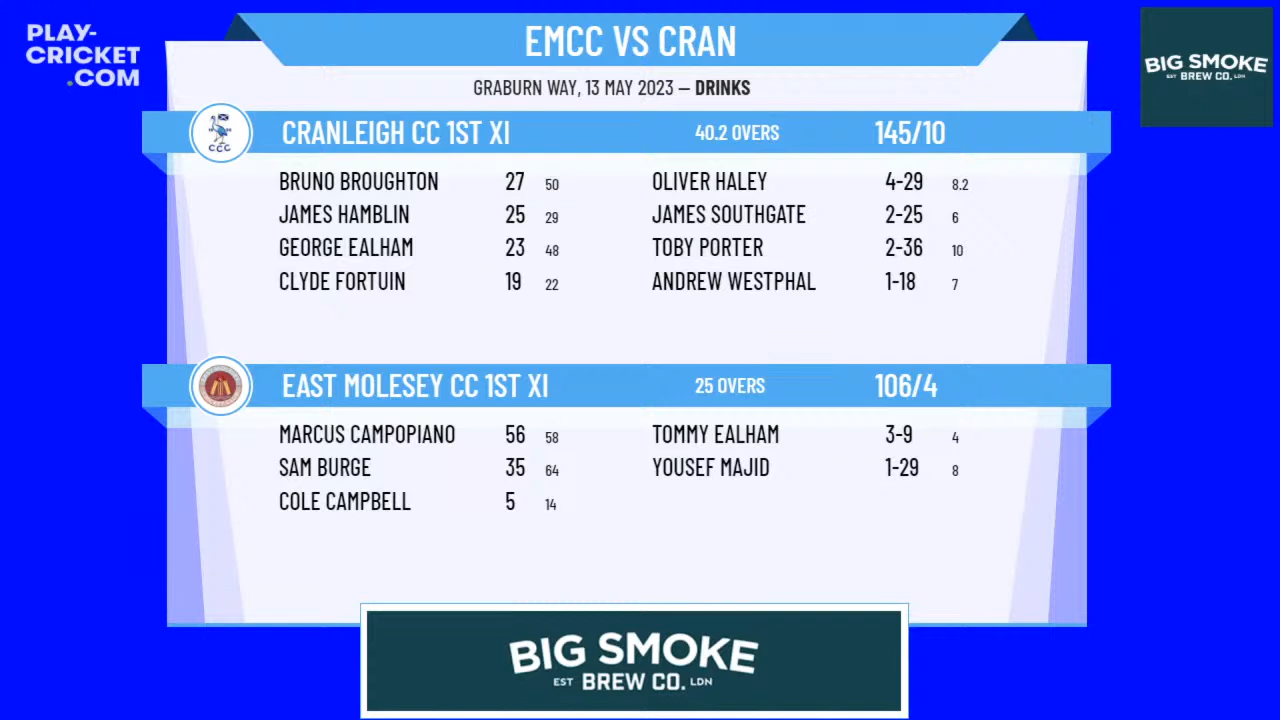 PLAY-
CRICKET
.COM
EMCC VS CRAN
BIG SMOKE
EST BREW CO. LDN
GRABURN WAY, 13 MAY 2023 – DRINKS
CRANLEIGH CC 1ST XI 40.2 OVERS 145/10
CCC
BRUNO BROUGHTON 27 50 OLIVER HALEY 4-29 8.2
JAMES HAMBLIN 25 29 JAMES SOUTHGATE 2-25 6
GEORGE EALHAM 23 48 TOBY PORTER 2-36 10
CLYDE FORTUIN 19 22 ANDREW WESTPHAL 1-18 7
EAST MOLESEY CC 1ST XI 25 OVERS 106/4
MARCUS CAMPOPIANO 56 58 TOMMY EALHAM 3-9 4
SAM BURGE 35 64 YOUSEF MAJID 1-29 8
COLE CAMPBELL 5 14
BIG SMOKE
EST BREW CO. LDN